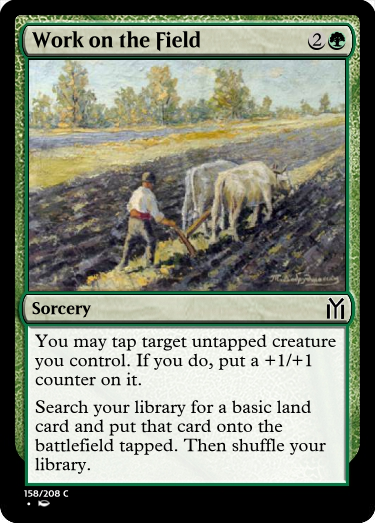 Work on the Field
2
Sorcery
You may tap target untapped creature
you control. If you do, put a +1/+1
counter on it.
Search your library for a basic land
card and put that card onto the
battlefield tapped. Then shuffle your
library.
158/208 C